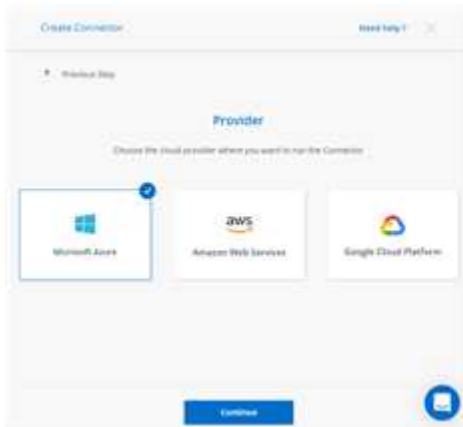 Create Connector
Need help?
Previous Step
Provider
Choose the cloud provider where you want to run the Connector
aws
Microsoft Azure
Amazon Web Services
Google Cloud Platform
Continue